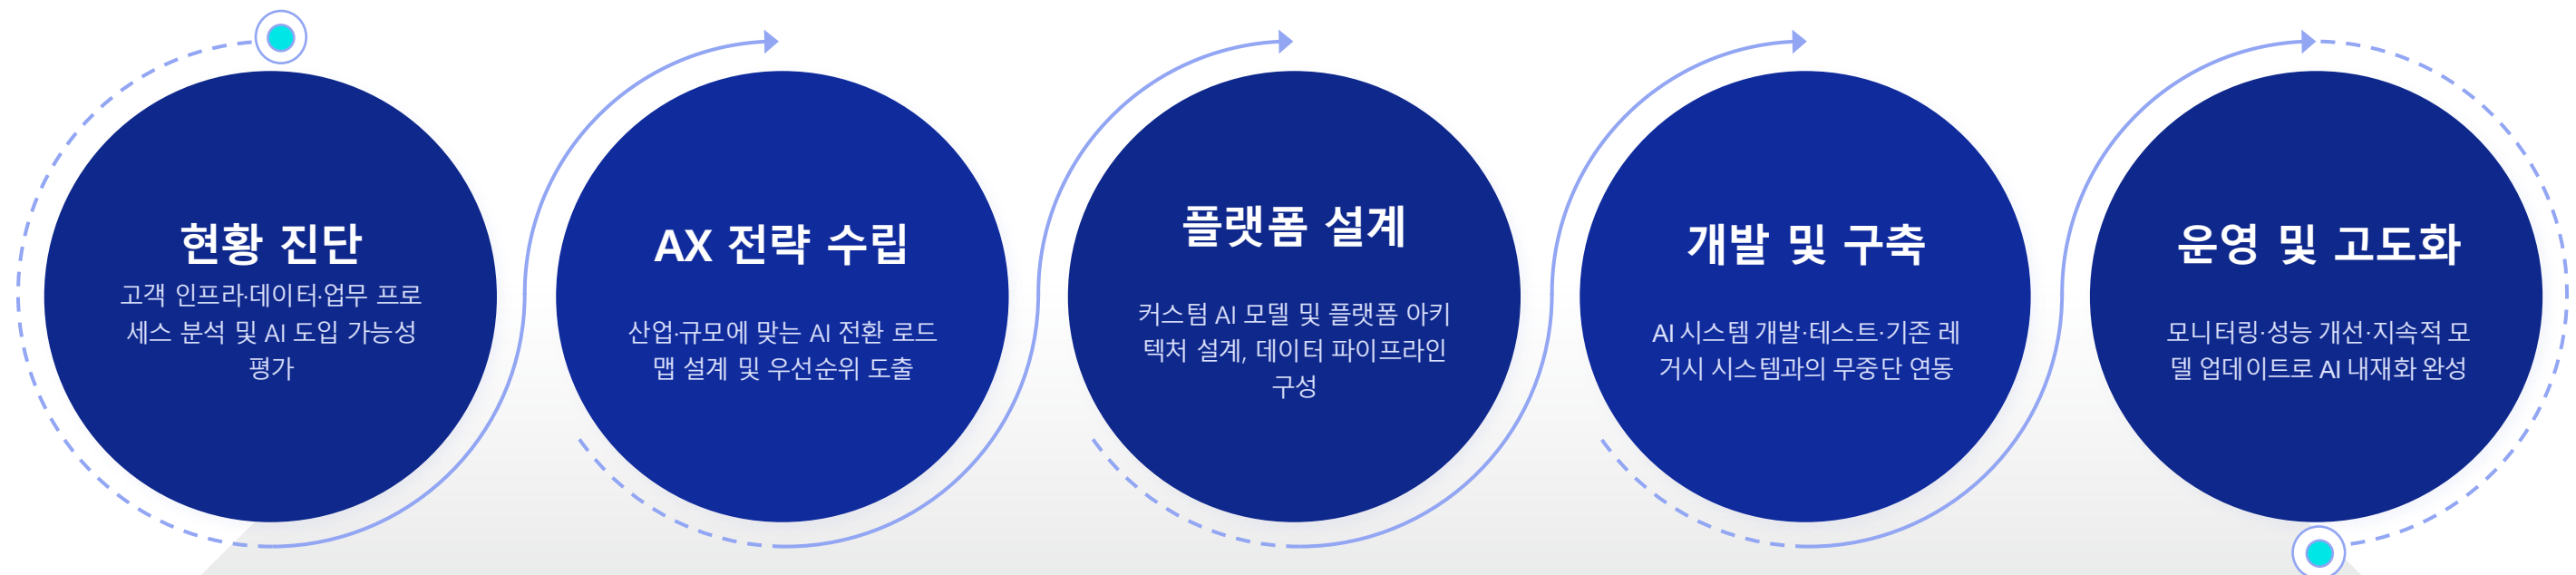 현황 진단
고객 인프라·데이터·업무 프로
세스 분석 및 AI 도입 가능성
평가
AX 전략 수립
산업·규모에 맞는 AI 전환 로드
맵 설계 및 우선순위 도출
플랫폼 설계
커스텀 AI 모델 및 플랫폼 아키
텍처 설계, 데이터 파이프라인
구성
개발 및 구축
AI 시스템 개발·테스트·기존 레
거시 시스템과의 무중단 연동
운영 및 고도화
모니터링·성능 개선·지속적 모
델 업데이트로 AI 내재화 완성